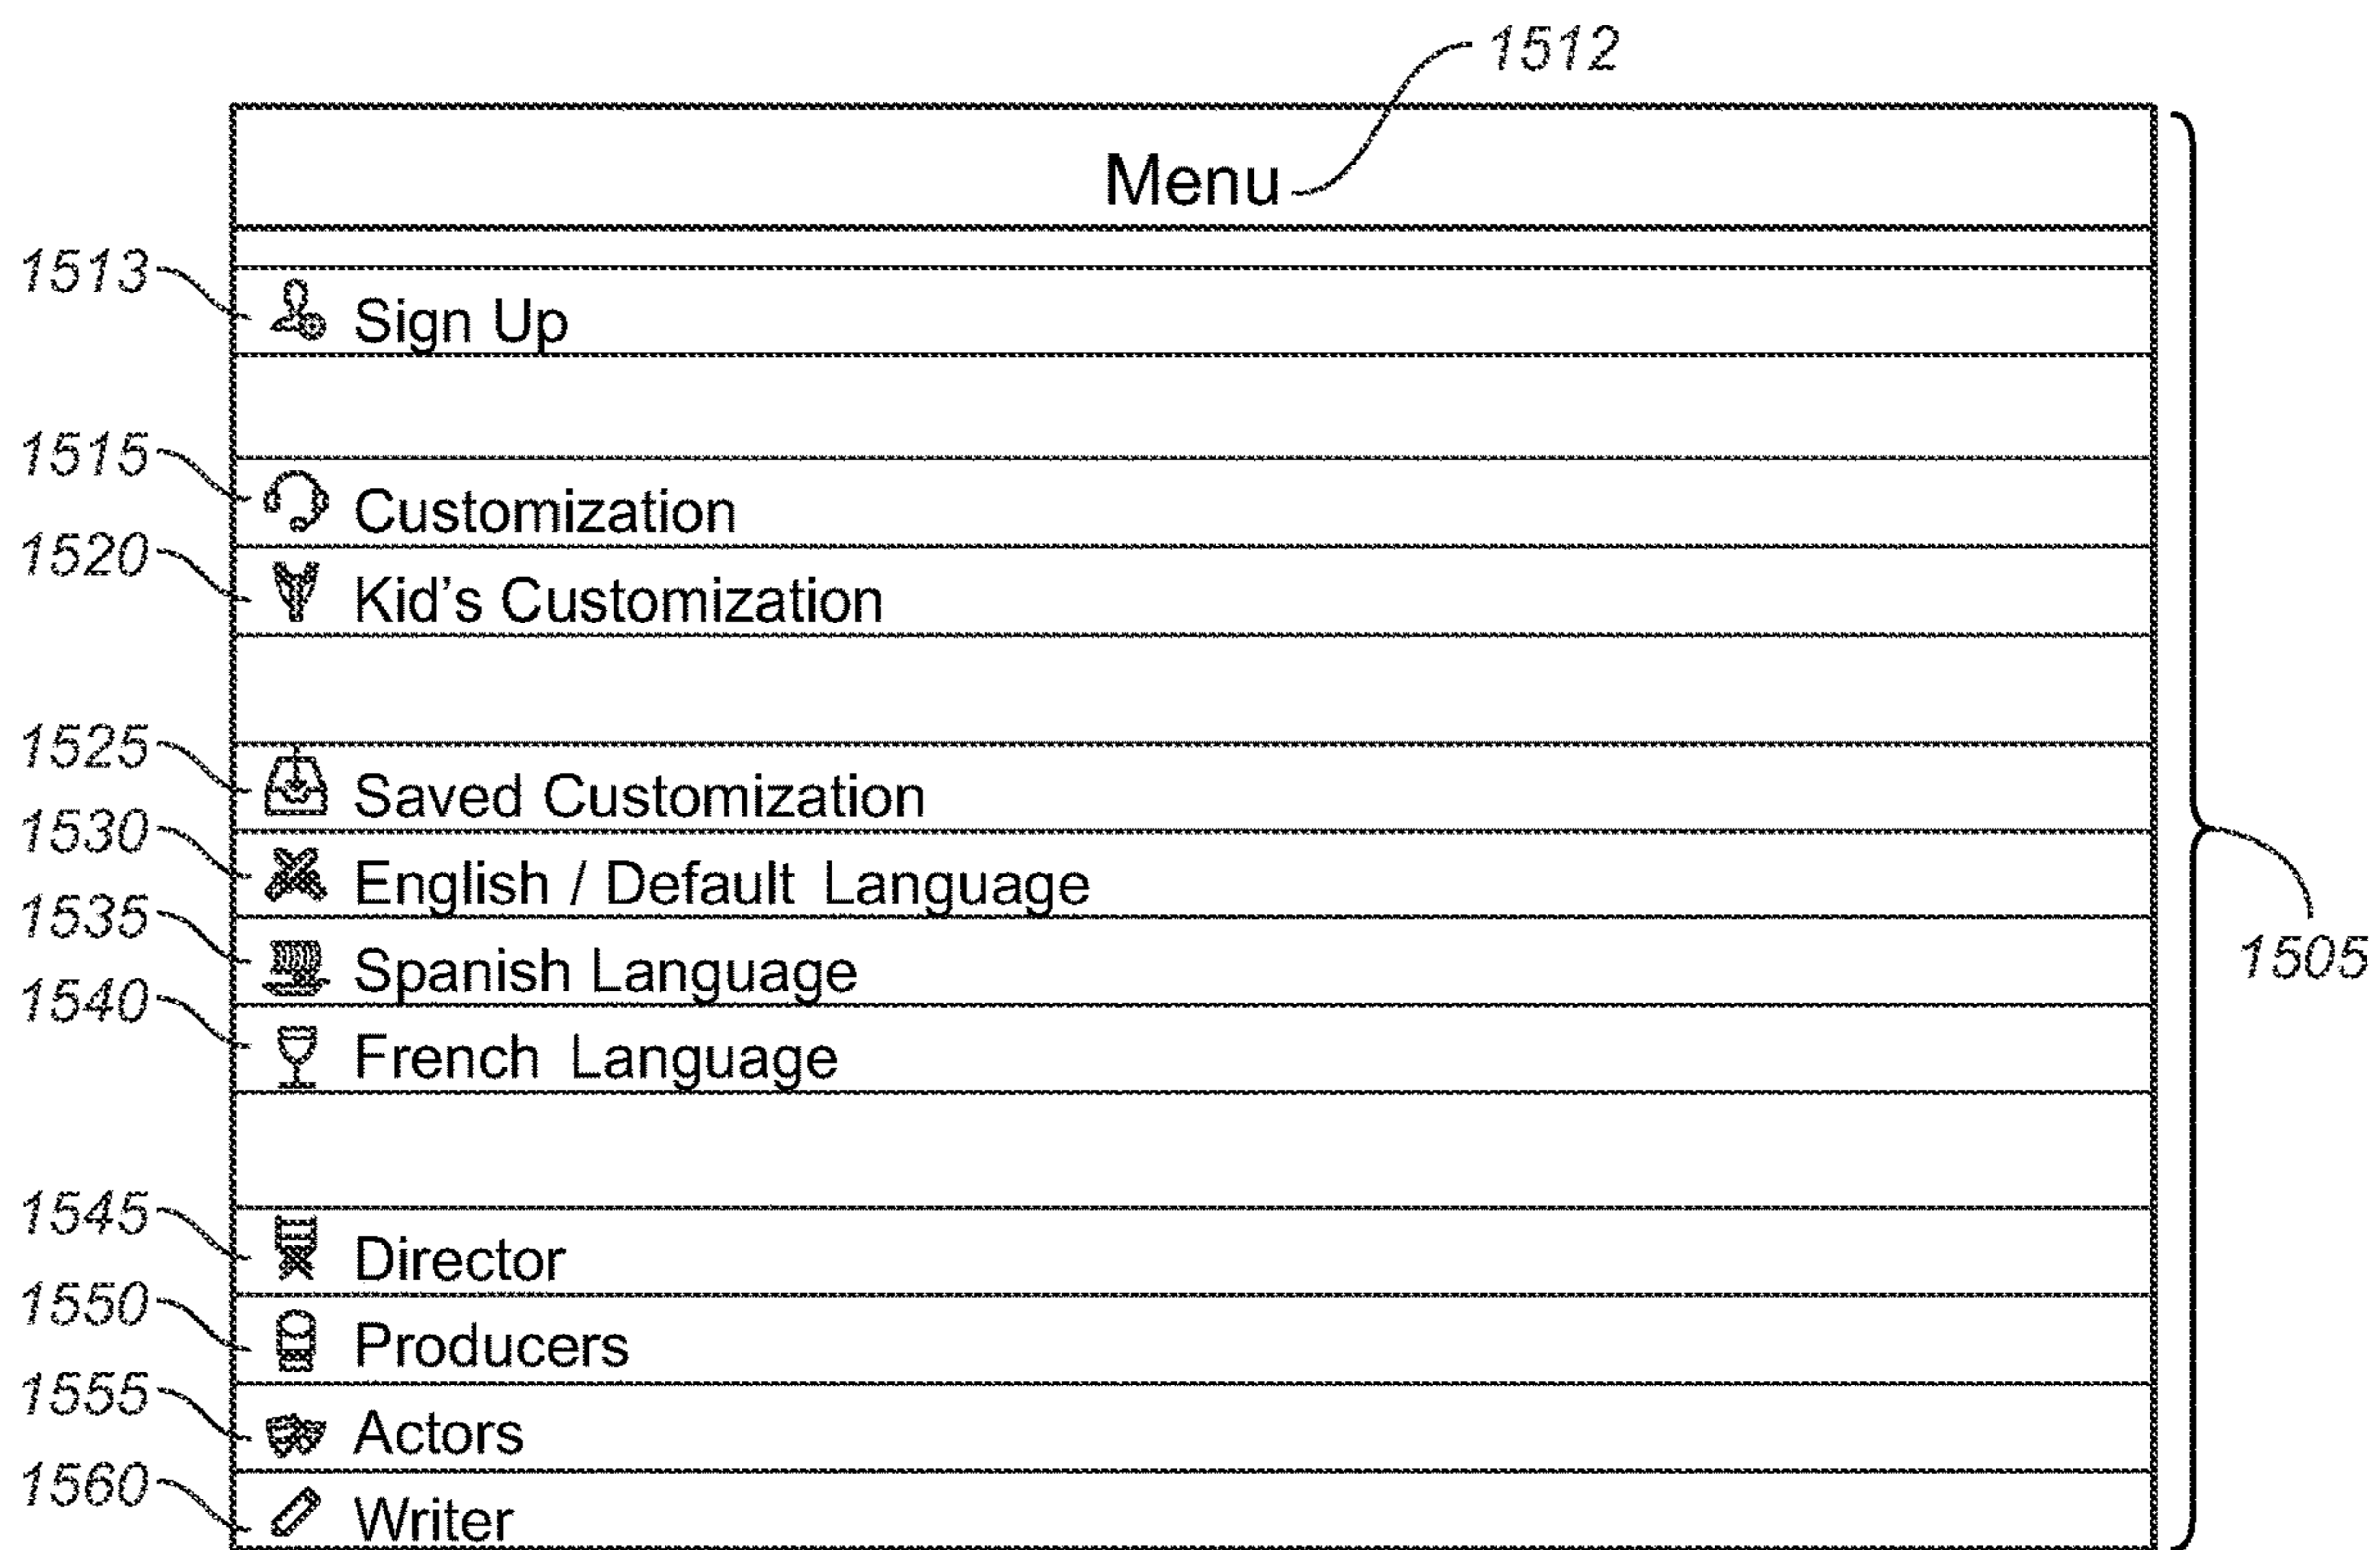 1512
Menu
1513
Sign Up
1515
Customization
1520
Kid's Customization
1525
Saved Customization
1530
English / Default Language
1535
Spanish Language
1505
1540
French Language
1545
Director
1550
Producers
1555
Actors
1560
Writer